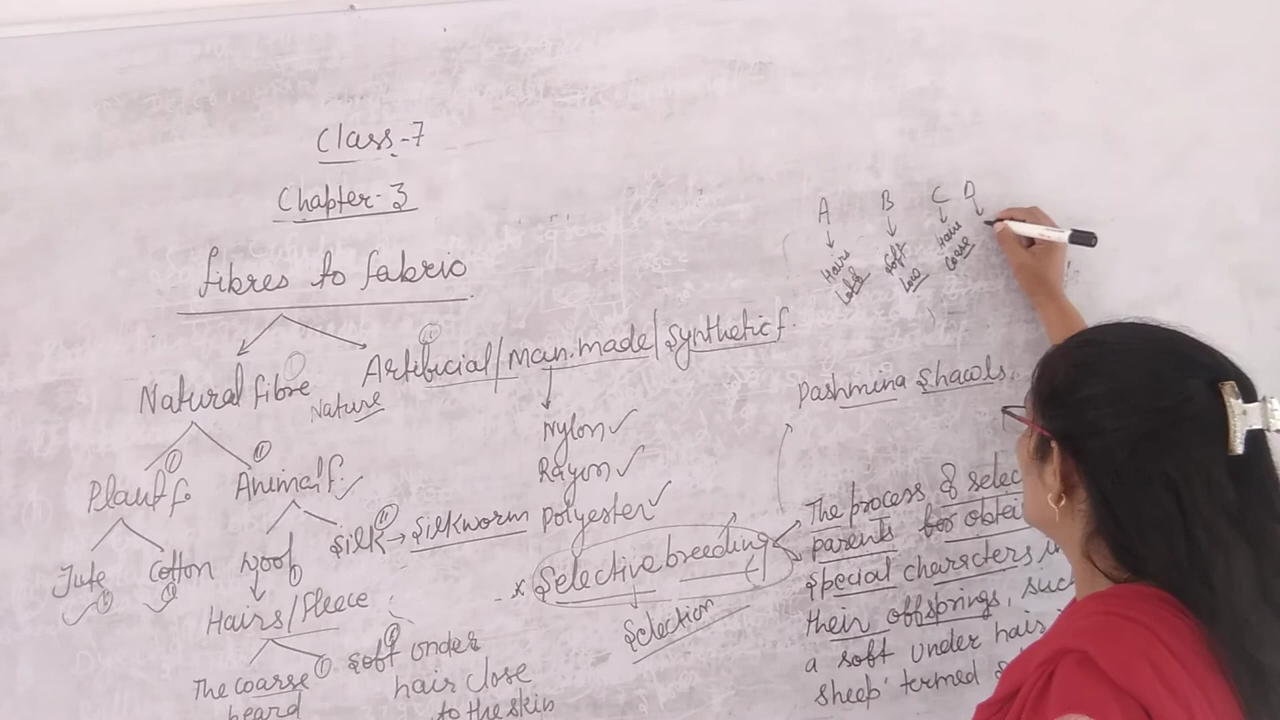 Class-7
Chapter-3
fibres to fabric
Natural fibre
Nature
Artificial/Man.made/Synthetic f.
Plant f.
Animal f.
Jute
Cotton
Wool
Silk → Silkworm
Hairs/Fleece
The coarse
beard
Soft under
hair close
to the skin
Nylon ✓
Rayon ✓
Polyester ✓
* Selective breeding
Selection
A B C D
Hairs
Soft
Hair
Coarse
Pashmina Shawls.
The process of selec
parents for obtai
special characters in
their offsprings, such
a soft under hair
sheep' termed